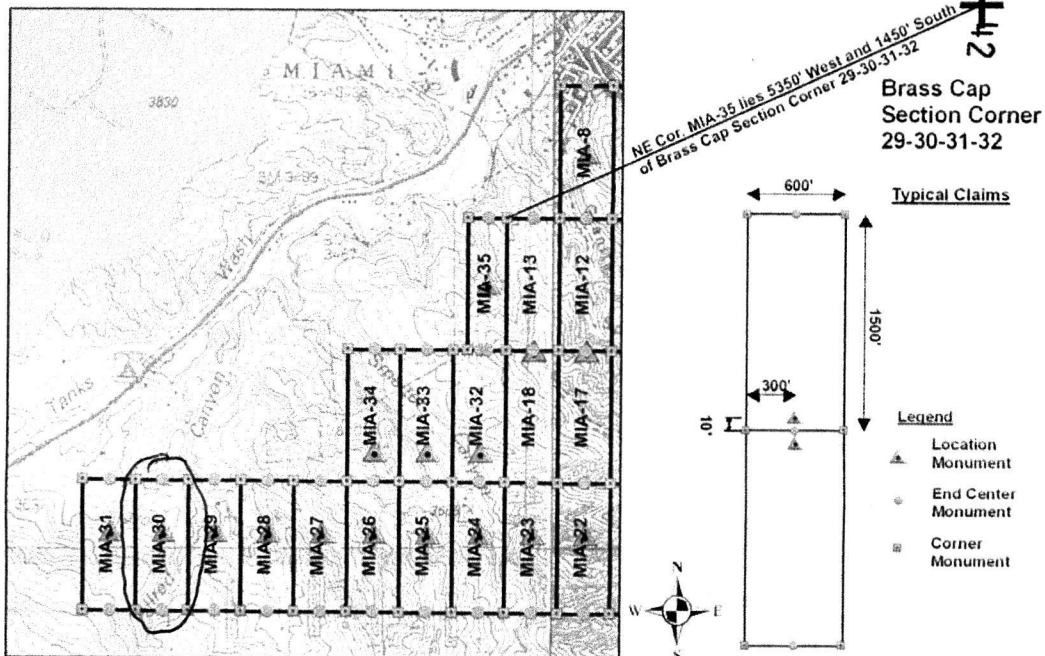 MIAMI
3830
Wash
Canyon
Tanks
MIA-8
MIA-35
MIA-13
MIA-12
MIA-34
MIA-33
MIA-32
MIA-18
MIA-17
MIA-31
MIA-30
MIA-29
MIA-28
MIA-27
MIA-26
MIA-25
MIA-24
MIA-23
MIA-22
NE Cor. MIA-35 lies 5350' West and 1450' South
of Brass Cap Section Corner 29-30-31-32
Brass Cap
Section Corner
29-30-31-32
Typical Claims
600'
1500'
300'
10'
Legend
Location
Monument
End Center
Monument
Corner
Monument
N
W
E
S